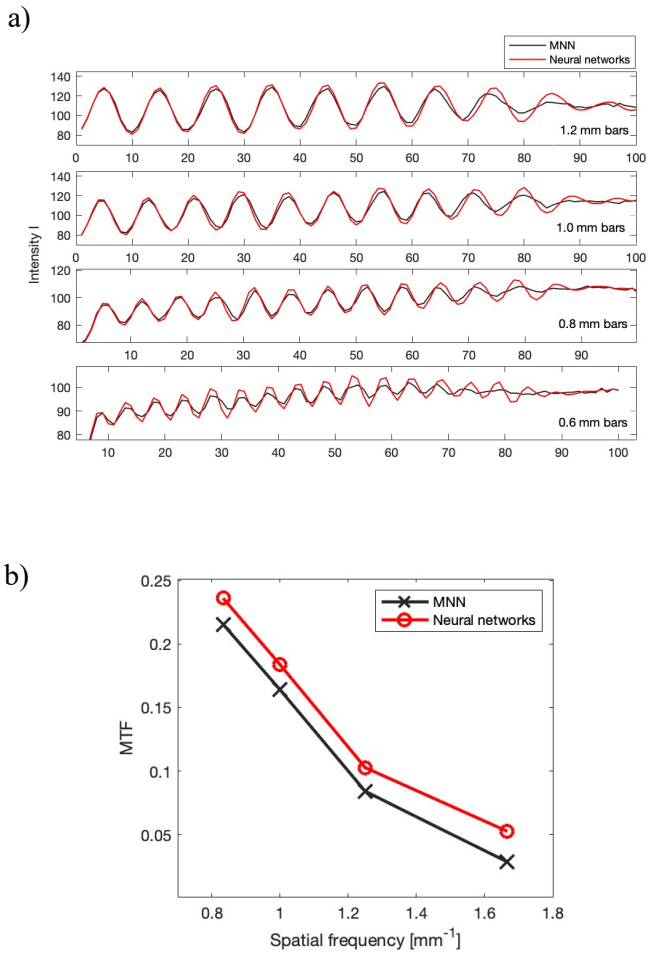 a)
MNN
Neural networks
140
120
100
80
1.2 mm bars
0 10 20 30 40 50 60 70 80 90 100
140
120
100
80
1.0 mm bars
0 10 20 30 40 50 60 70 80 90 100
Intensity I
120
100
80
0.8 mm bars
10 20 30 40 50 60 70 80 90
100
90
80
0.6 mm bars
10 20 30 40 50 60 70 80 90 100
b)
0.25
0.2
0.15
0.1
0.05
MTF
MNN
Neural networks
0.8 1 1.2 1.4 1.6 1.8
Spatial frequency [mm⁻¹]